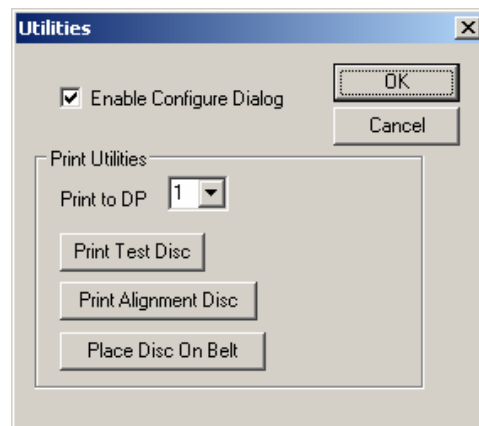 Utilities
Enable Configure Dialog
OK
Cancel
Print Utilities
Print to DP 1
Print Test Disc
Print Alignment Disc
Place Disc On Belt